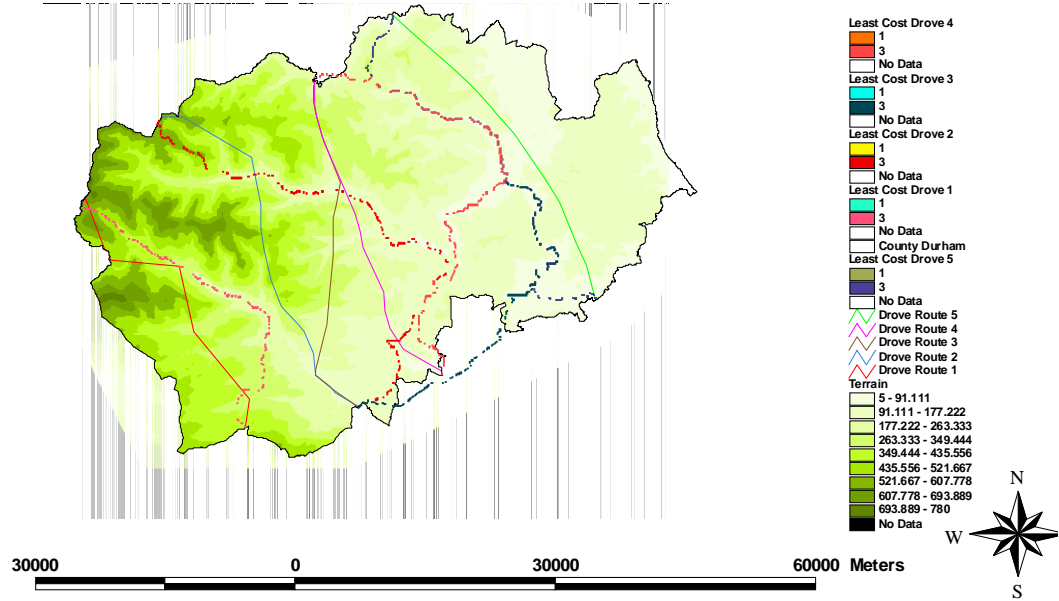 Least Cost Drove 4
1
3
No Data
Least Cost Drove 3
1
3
No Data
Least Cost Drove 2
1
3
No Data
Least Cost Drove 1
1
3
No Data
County Durham
Least Cost Drove 5
1
3
No Data
Drove Route 5
Drove Route 4
Drove Route 3
Drove Route 2
Drove Route 1
Terrain
5 - 91.111
91.111 - 177.222
177.222 - 263.333
263.333 - 349.444
349.444 - 435.556
435.556 - 521.667
521.667 - 607.778
607.778 - 693.889
693.889 - 780
No Data
N
W
S
30000 0 30000 60000 Meters